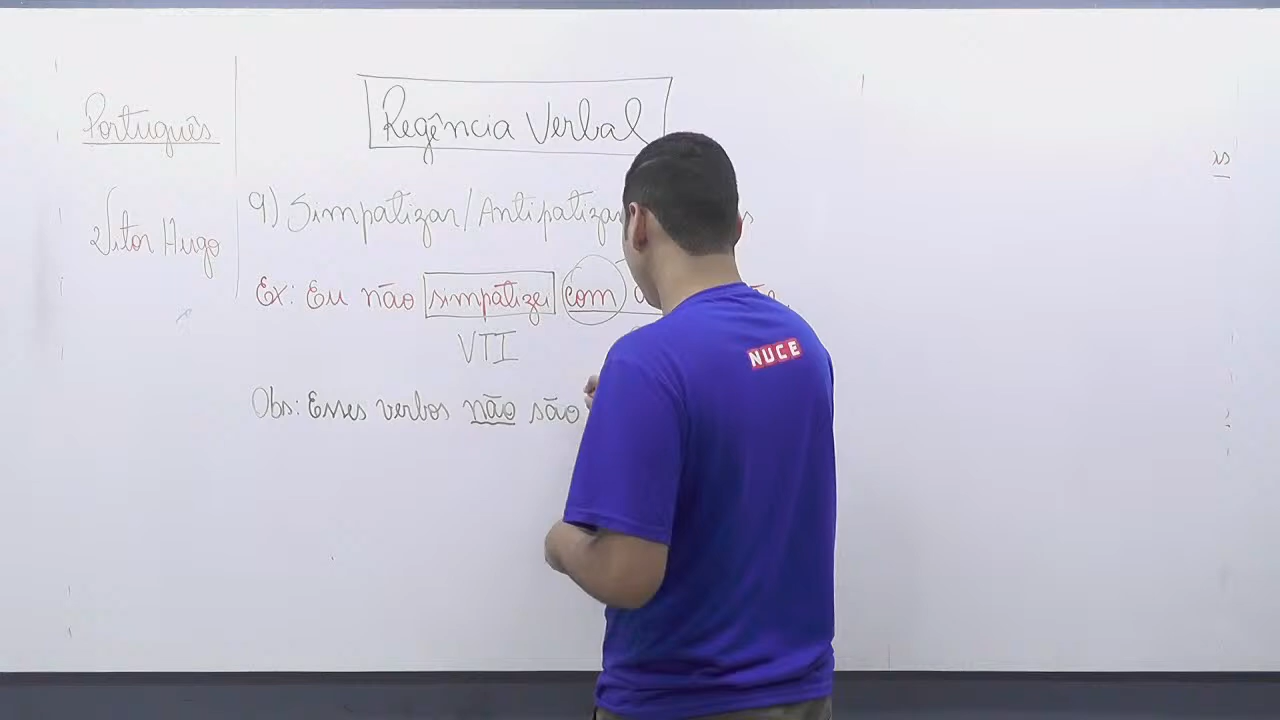 Português
Vitor Hugo
Regência Verbal
9) Simpatizar/Antipatizar
Ex: Eu não simpatizei com
VTI
Obs: Esses verbos não são
NUCE